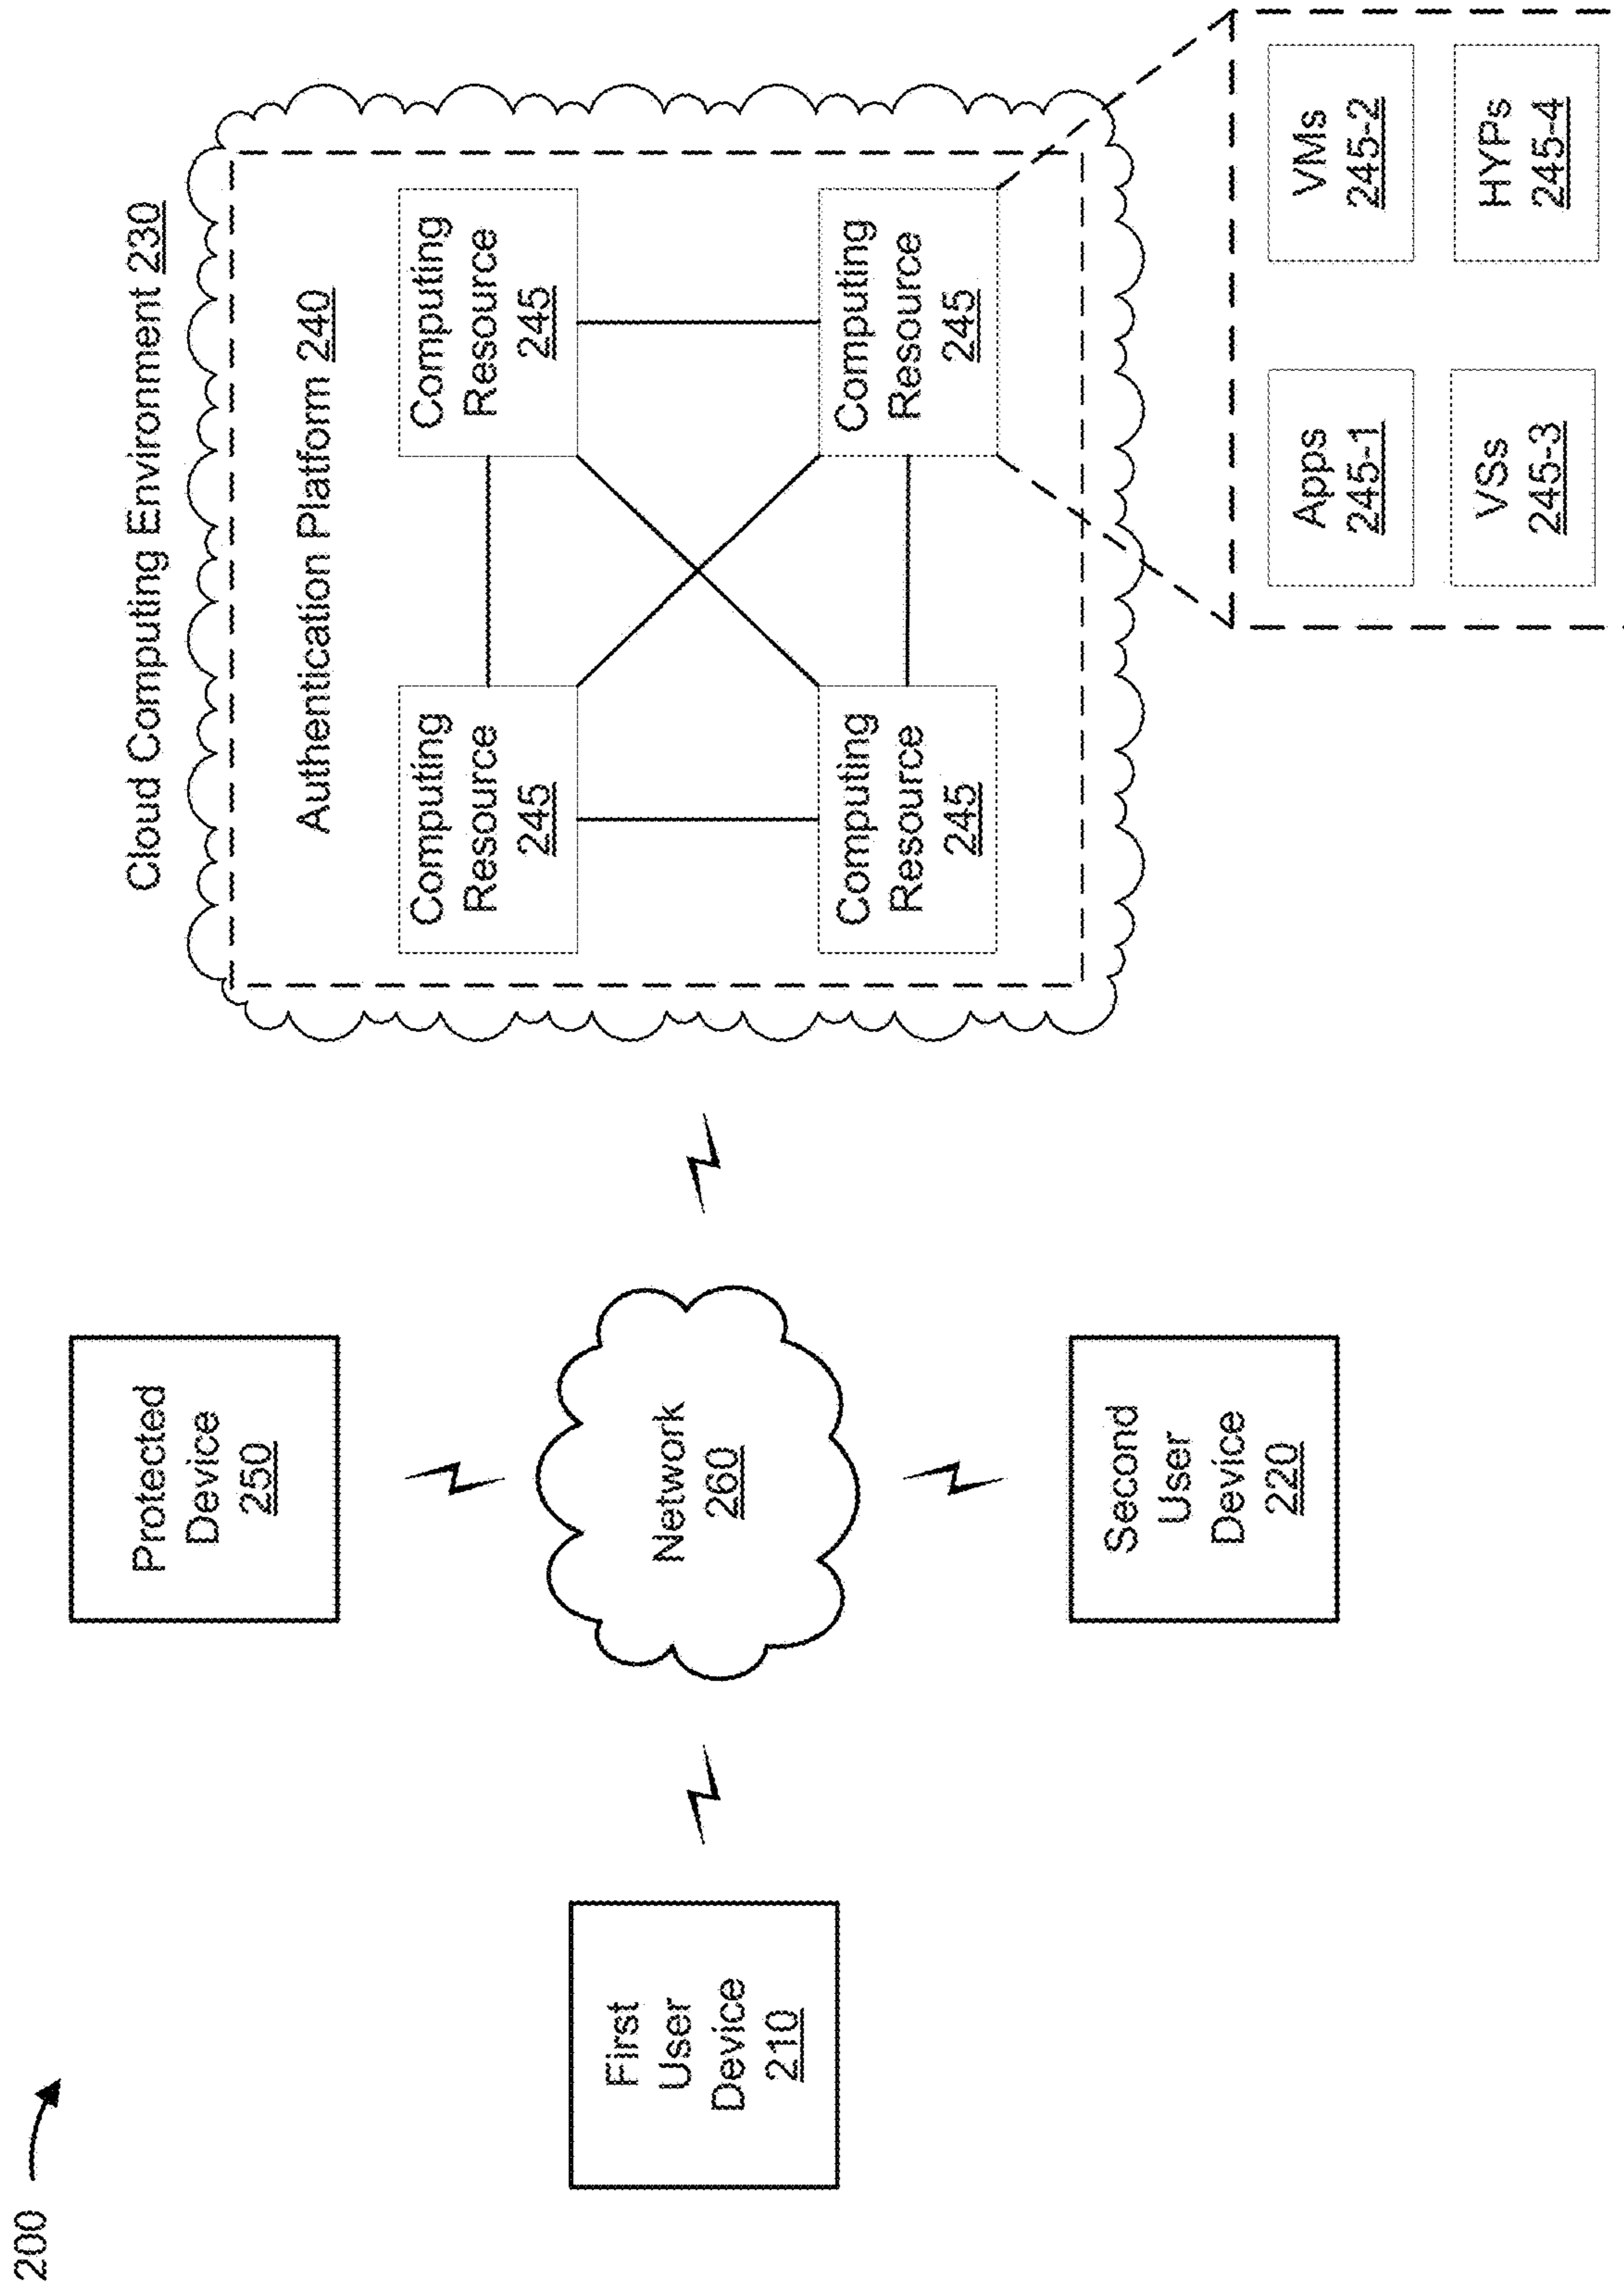 200
Cloud Computing Environment 230
Authentication Platform 240
Computing
Resource
245
Computing
Resource
245
Computing
Resource
245
Computing
Resource
245
Apps
245-1
VMs
245-2
VSs
245-3
HYPs
245-4
Protected
Device
250
Network
260
First
User
Device
210
Second
User
Device
220